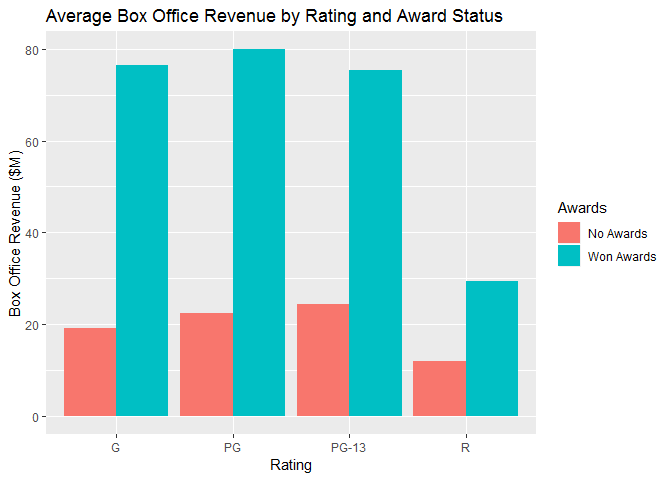 Average Box Office Revenue by Rating and Award Status
Box Office Revenue ($M)
80
60
40
20
0
G PG PG-13 R
Rating
Awards
No Awards
Won Awards